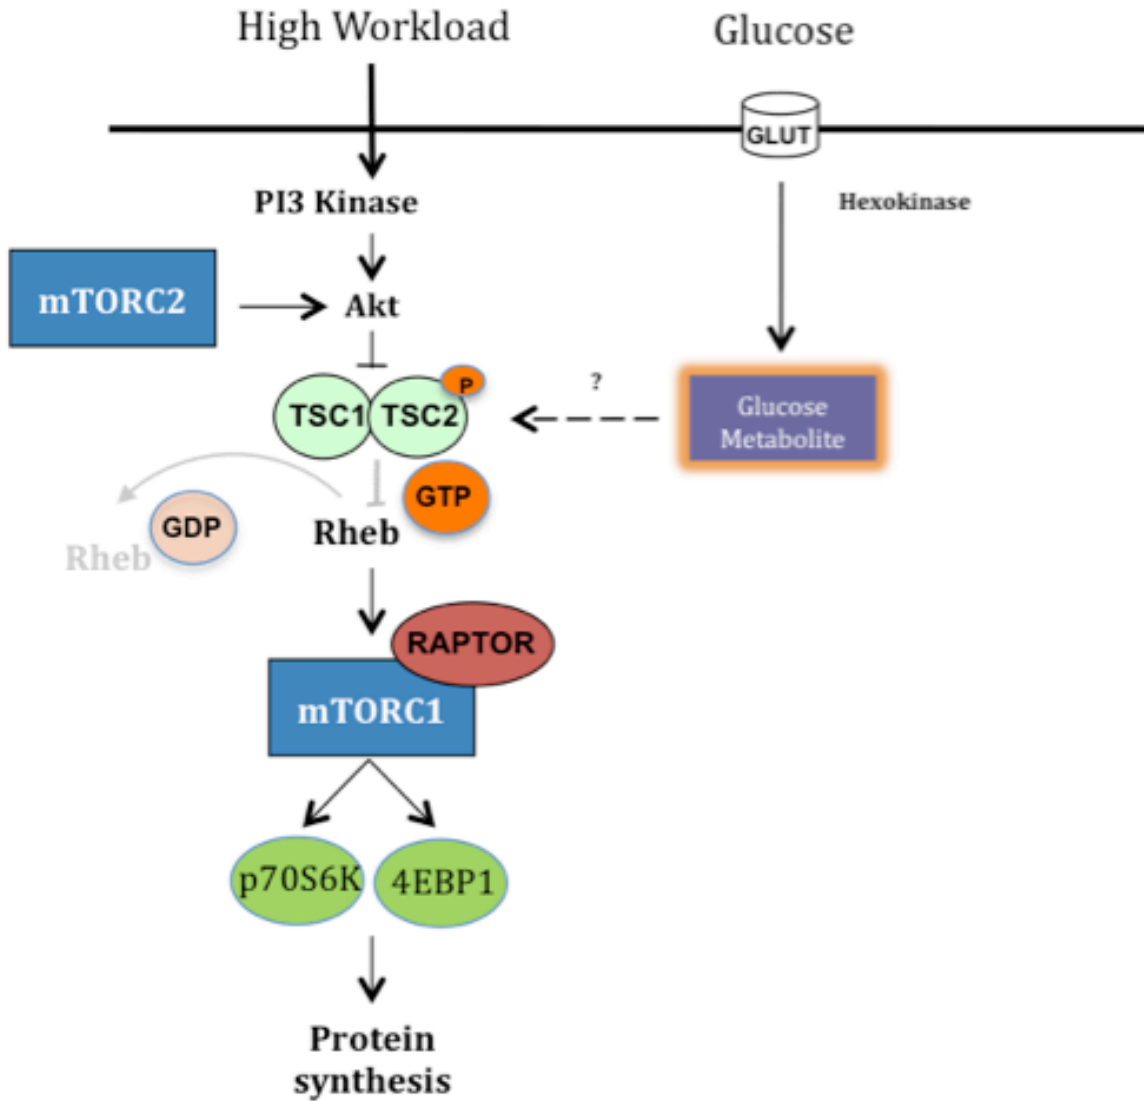 High Workload
Glucose
GLUT
PI3 Kinase
Hexokinase
mTORC2
Akt
P
?
TSC1
TSC2
Glucose
Metabolite
GTP
GDP
Rheb
Rheb
RAPTOR
mTORC1
p70S6K
4EBP1
Protein
synthesis